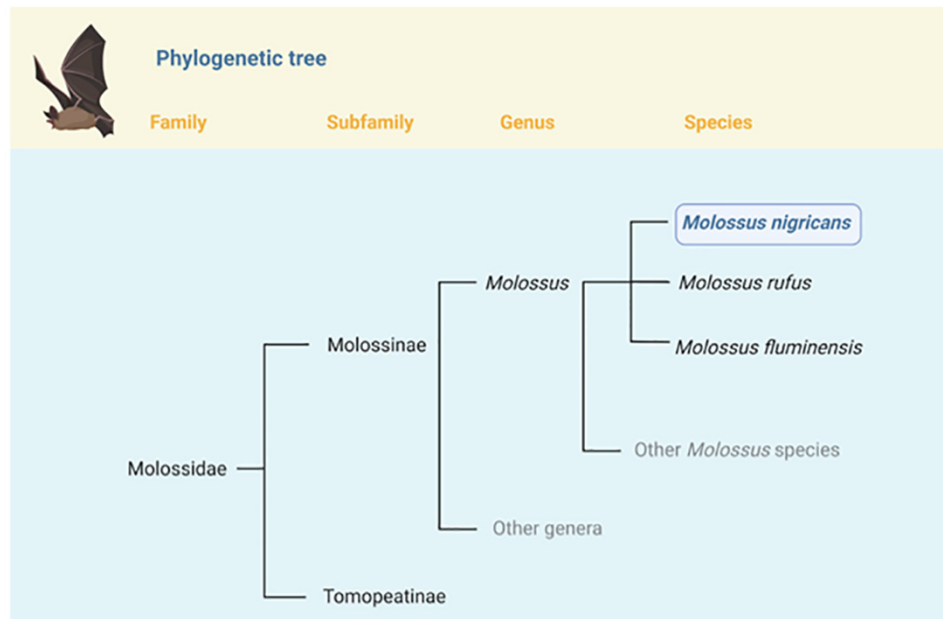 Phylogenetic tree
Family Subfamily Genus Species
Molossus nigricans
Molossus Molossus rufus
Molossinae Molossus fluminensis
Other Molossus species
Molossidae
Other genera
Tomopeatinae